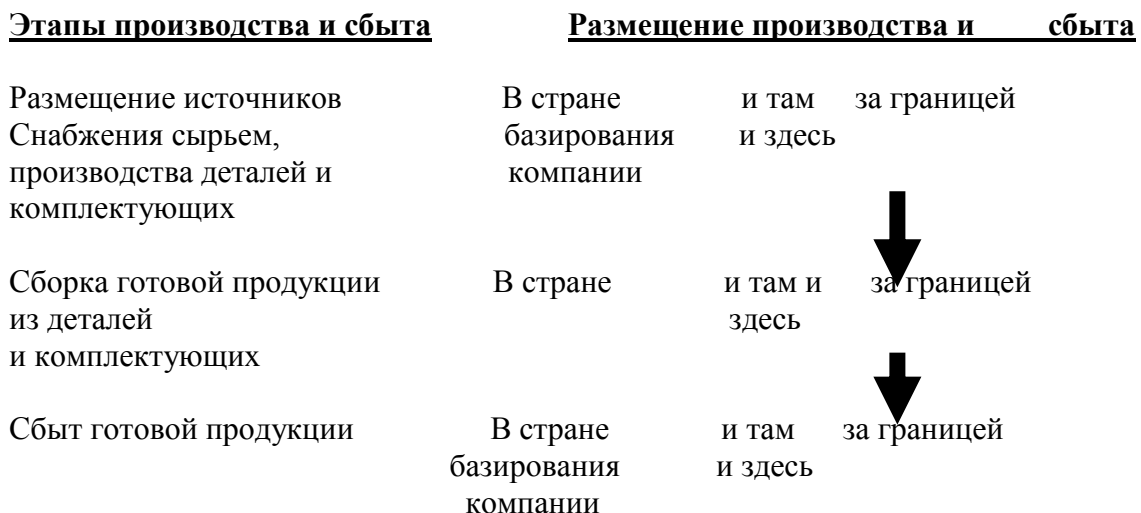 Этапы производства и сбыта Размещение производства и сбыта
Размещение источников В стране и там за границей
Снабжения сырьем, базирования и здесь
производства деталей и компании
комплектующих
Сборка готовой продукции В стране и там и за границей
из деталей здесь
и комплектующих
Сбыт готовой продукции В стране и там за границей
базирования и здесь
компании